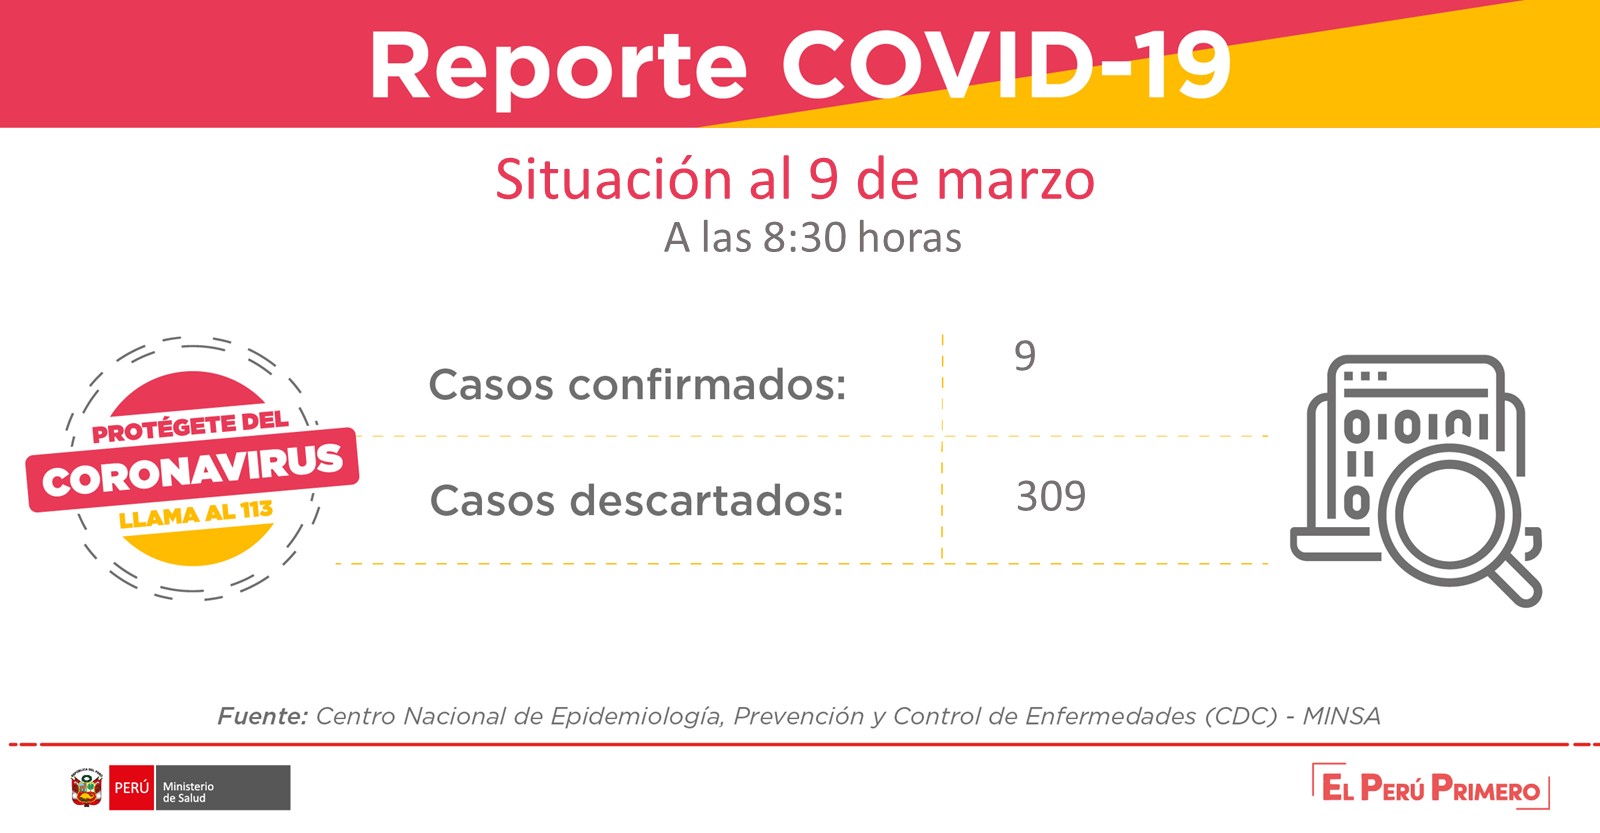 Reporte COVID-19
Situación al 9 de marzo
A las 8:30 horas
PROTÉGETE DEL
CORONAVIRUS
LLAMA AL 113
Casos confirmados: 9
Casos descartados: 309
010101
11
0
Fuente: Centro Nacional de Epidemiología, Prevención y Control de Enfermedades (CDC) - MINSA
PERÚ
Ministerio
de Salud
EL PERÚ PRIMERO